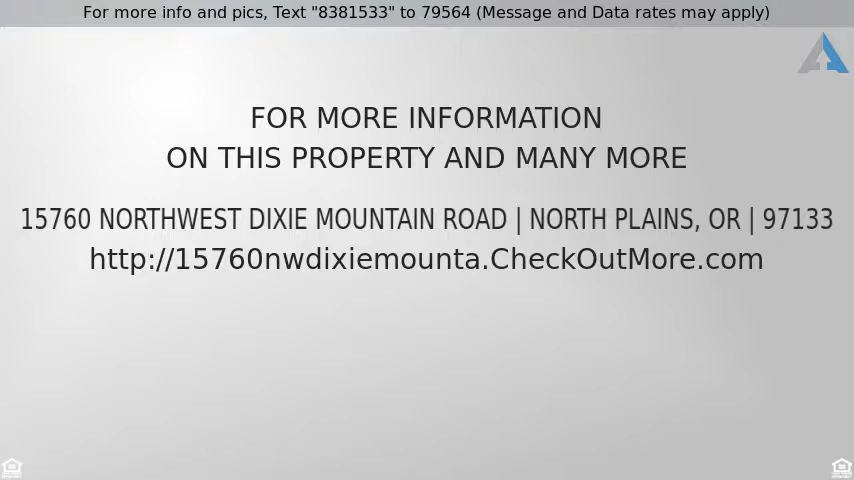 For more info and pics, Text "8381533" to 79564 (Message and Data rates may apply)
FOR MORE INFORMATION
ON THIS PROPERTY AND MANY MORE
15760 NORTHWEST DIXIE MOUNTAIN ROAD | NORTH PLAINS, OR | 97133
http://15760nwdixiemounta.CheckOutMore.com